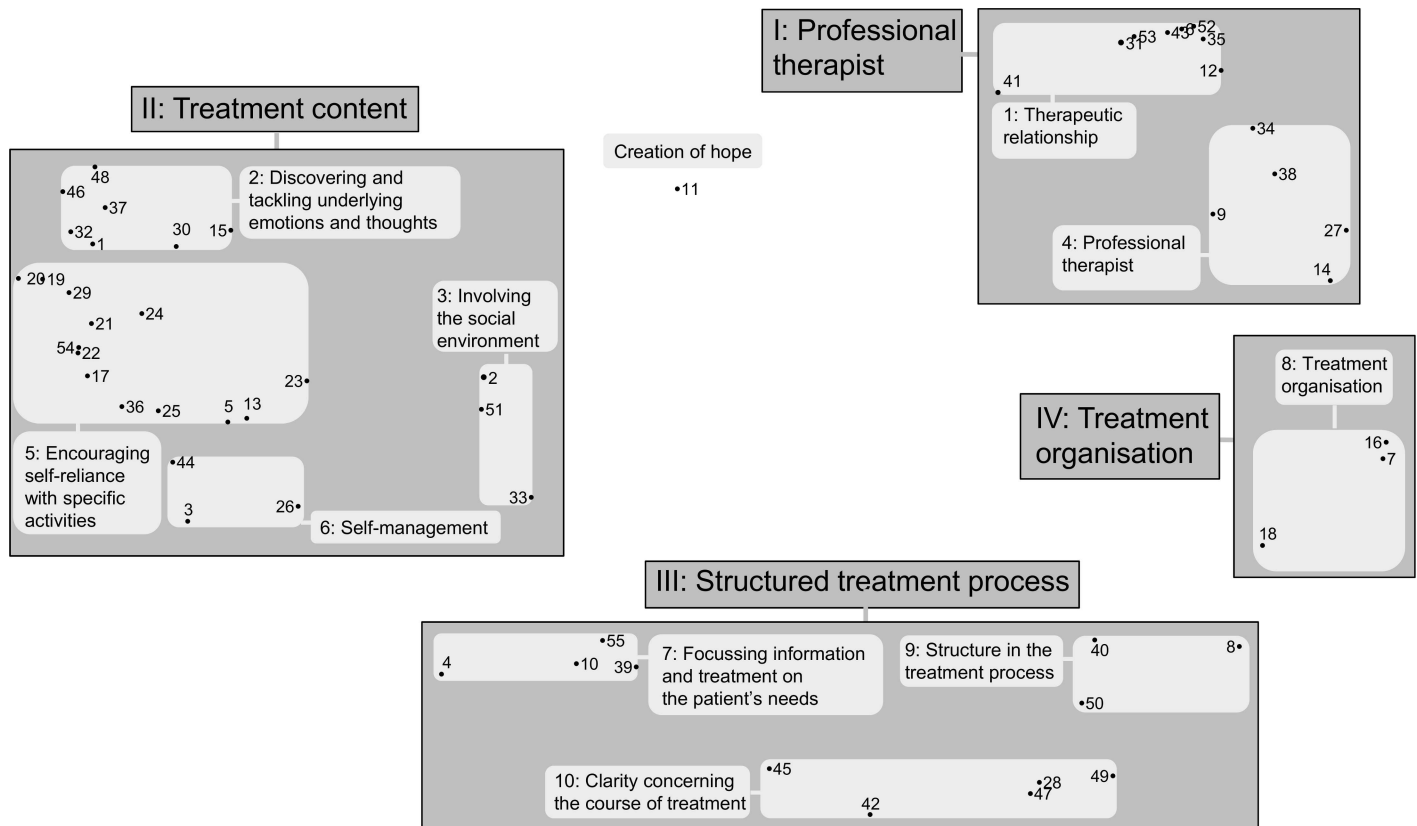 I: Professional
therapist
53
43
6
52
31
35
12
41
1: Therapeutic
relationship
34
38
9
27
4: Professional
therapist
14
II: Treatment content
Creation of hope
11
48
46
37
32
1
30
15
2: Discovering and
tackling underlying
emotions and thoughts
20
19
29
21
24
54
22
17
23
36
25
5
13
3: Involving
the social
environment
2
51
33
5: Encouraging
self-reliance
with specific
activities
44
3
26
6: Self-management
8: Treatment
organisation
IV: Treatment
organisation
16
7
18
III: Structured treatment process
4
55
10
39
7: Focussing information
and treatment on
the patient's needs
9: Structure in the
treatment process
40
8
50
10: Clarity concerning
the course of treatment
45
42
28
47
49